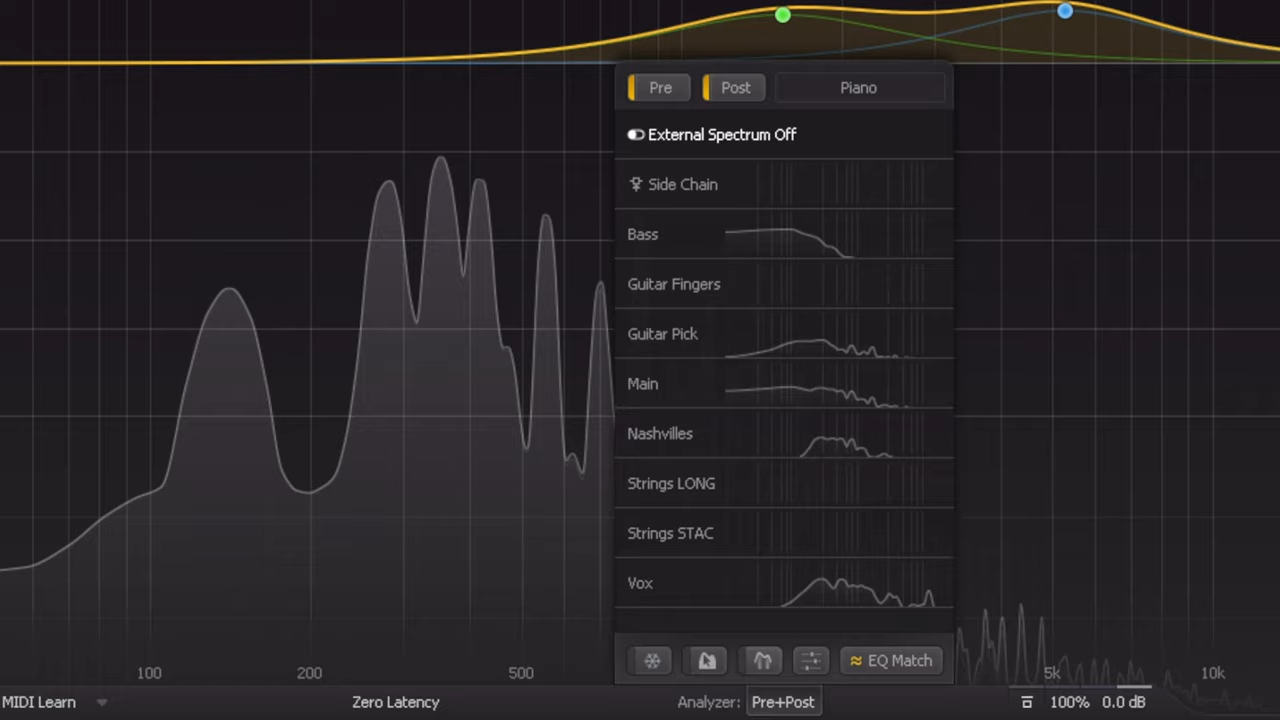 Pre Post Piano
External Spectrum Off
Side Chain
Bass
Guitar Fingers
Guitar Pick
Main
Nashvilles
Strings LONG
Strings STAC
Vox
EQ Match
100 200 500 5k 10k
MIDI Learn Zero Latency Analyzer: Pre+Post 100% 0.0 dB